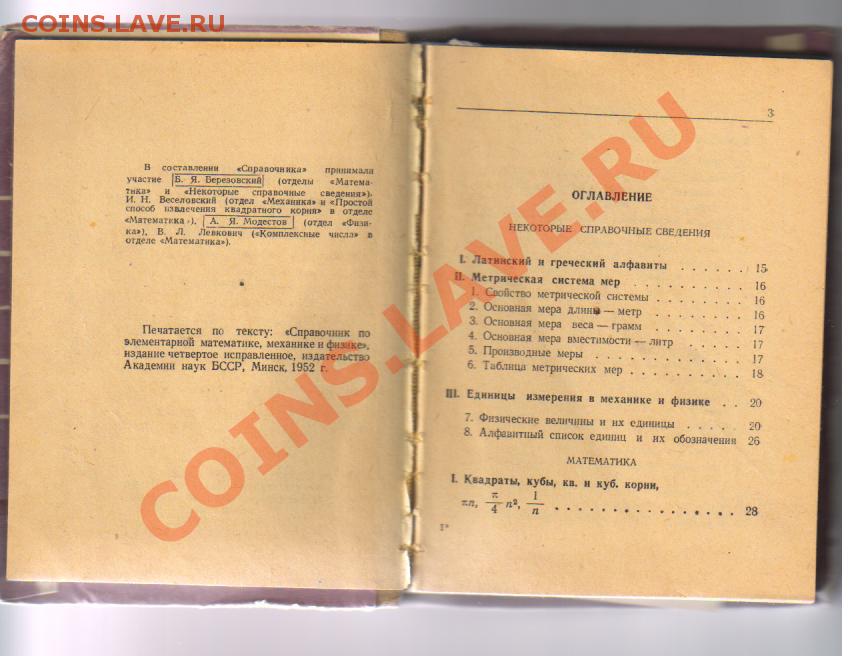 COINS.LAVE.RU
В составлении «Справочника» принимали
участие Б. Я. Березовский (отделы «Матема-
тика» и «Некоторые справочные сведения»).
И. Н. Веселовский (отдел «Механика» и «Простой
способ извлечения квадратного корня» в отделе
«Математика»), А. Я. Модестов (отдел «Физи-
ка»), В. Л. Левкович («Комплексные числа» в
отделе «Математика»).
Печатается по тексту: «Справочник по
элементарной математике, механике и физике»,
издание четвертое исправленное, издательство
Академии наук БССР, Минск, 1952 г.
3
ОГЛАВЛЕНИЕ
НЕКОТОРЫЕ СПРАВОЧНЫЕ СВЕДЕНИЯ
I. Латинский и греческий алфавиты . . . . . . 15
II. Метрическая система мер . . . . . . . . . 16
1. Свойство метрической системы . . . . . . . . 16
2. Основная мера длины — метр . . . . . . . . 16
3. Основная мера веса — грамм . . . . . . . . 17
4. Основная мера вместимости — литр . . . . . 17
5. Производные меры . . . . . . . . . . . . 17
6. Таблица метрических мер . . . . . . . . . 18
III. Единицы измерения в механике и физике . . 20
7. Физические величины и их единицы . . . . . 20
8. Алфавитный список единиц и их обозначения 26
МАТЕМАТИКА
I. Квадраты, кубы, кв. и куб. корни,
πn, π/4 n², 1/n . . . . . . . . . . . . . . . . 28
1*
COINS.LAVE.RU
COINS.LAVE.RU